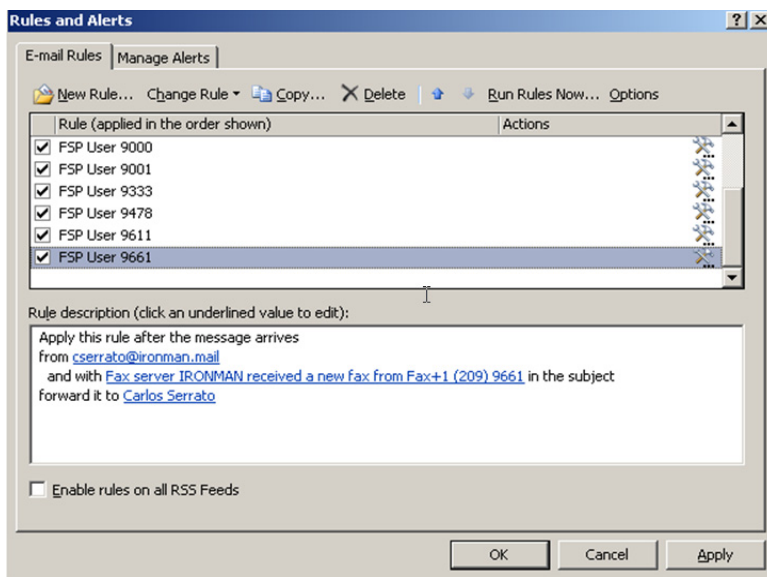 Rules and Alerts
E-mail Rules Manage Alerts
New Rule... Change Rule Copy... Delete Run Rules Now... Options
Rule (applied in the order shown) Actions
FSP User 9000
FSP User 9001
FSP User 9333
FSP User 9478
FSP User 9611
FSP User 9661
Rule description (click an underlined value to edit):
Apply this rule after the message arrives
from cserrato@ironman.mail
and with Fax server IRONMAN received a new fax from Fax+1 (209) 9661 in the subject
forward it to Carlos Serrato
Enable rules on all RSS Feeds
OK Cancel Apply